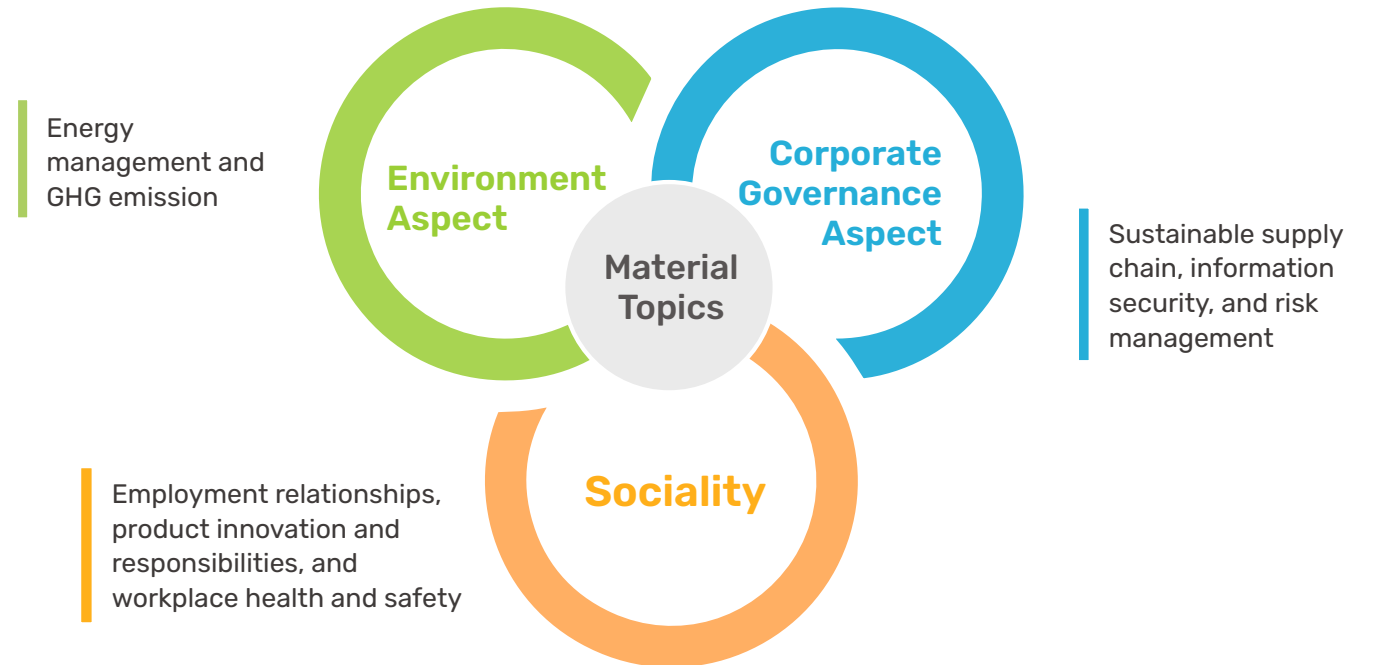 Energy
management and
GHG emission
Environment
Aspect
Corporate
Governance
Aspect
Material
Topics
Sustainable supply
chain, information
security, and risk
management
Sociality
Employment relationships,
product innovation and
responsibilities, and
workplace health and safety